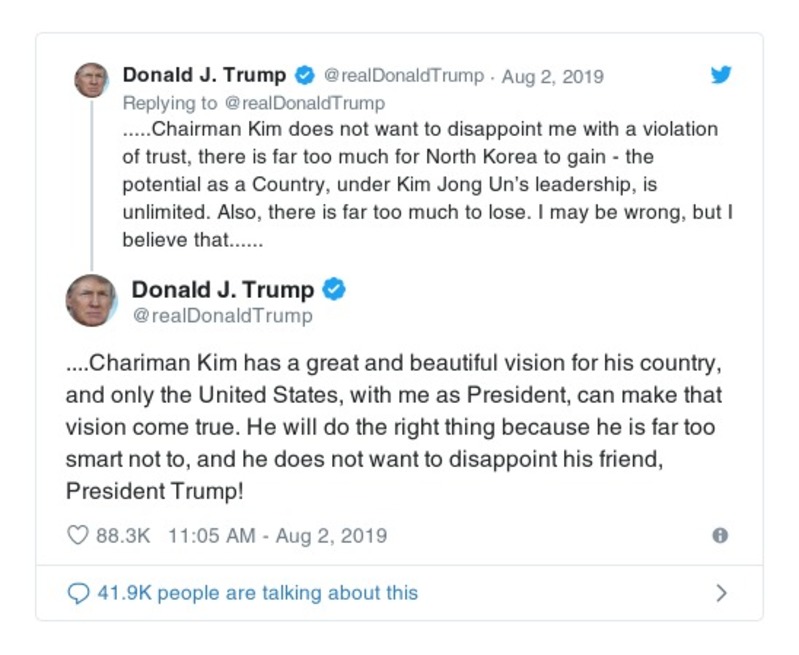 Donald J. Trump @realDonaldTrump · Aug 2, 2019
Replying to @realDonaldTrump
.....Chairman Kim does not want to disappoint me with a violation
of trust, there is far too much for North Korea to gain - the
potential as a Country, under Kim Jong Un’s leadership, is
unlimited. Also, there is far too much to lose. I may be wrong, but I
believe that......
Donald J. Trump
@realDonaldTrump
....Chariman Kim has a great and beautiful vision for his country,
and only the United States, with me as President, can make that
vision come true. He will do the right thing because he is far too
smart not to, and he does not want to disappoint his friend,
President Trump!
88.3K 11:05 AM - Aug 2, 2019
41.9K people are talking about this